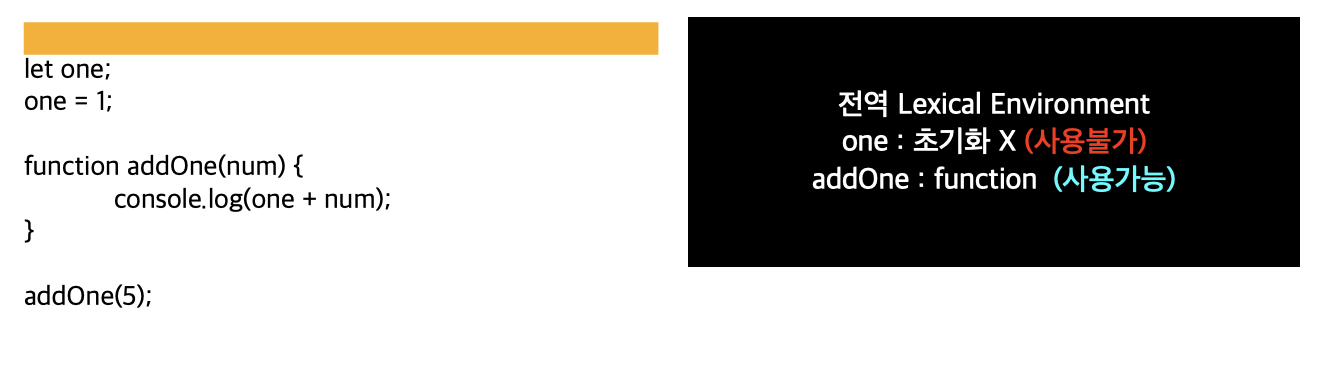 let one;
one = 1;
function addOne(num) {
console.log(one + num);
}
addOne(5);
전역 Lexical Environment
one : 초기화 X (사용불가)
addOne : function (사용가능)